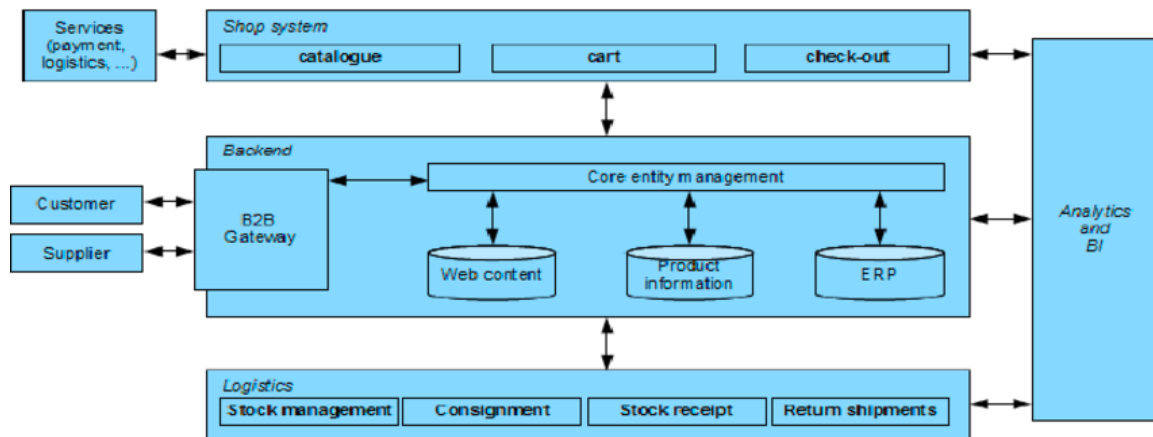 Services
(payment,
logistics, ...)
Shop system
catalogue
cart
check-out
Backend
Core entity management
Customer
Supplier
B2B
Gateway
Web content
Product
information
ERP
Analytics
and
BI
Logistics
Stock management
Consignment
Stock receipt
Return shipments